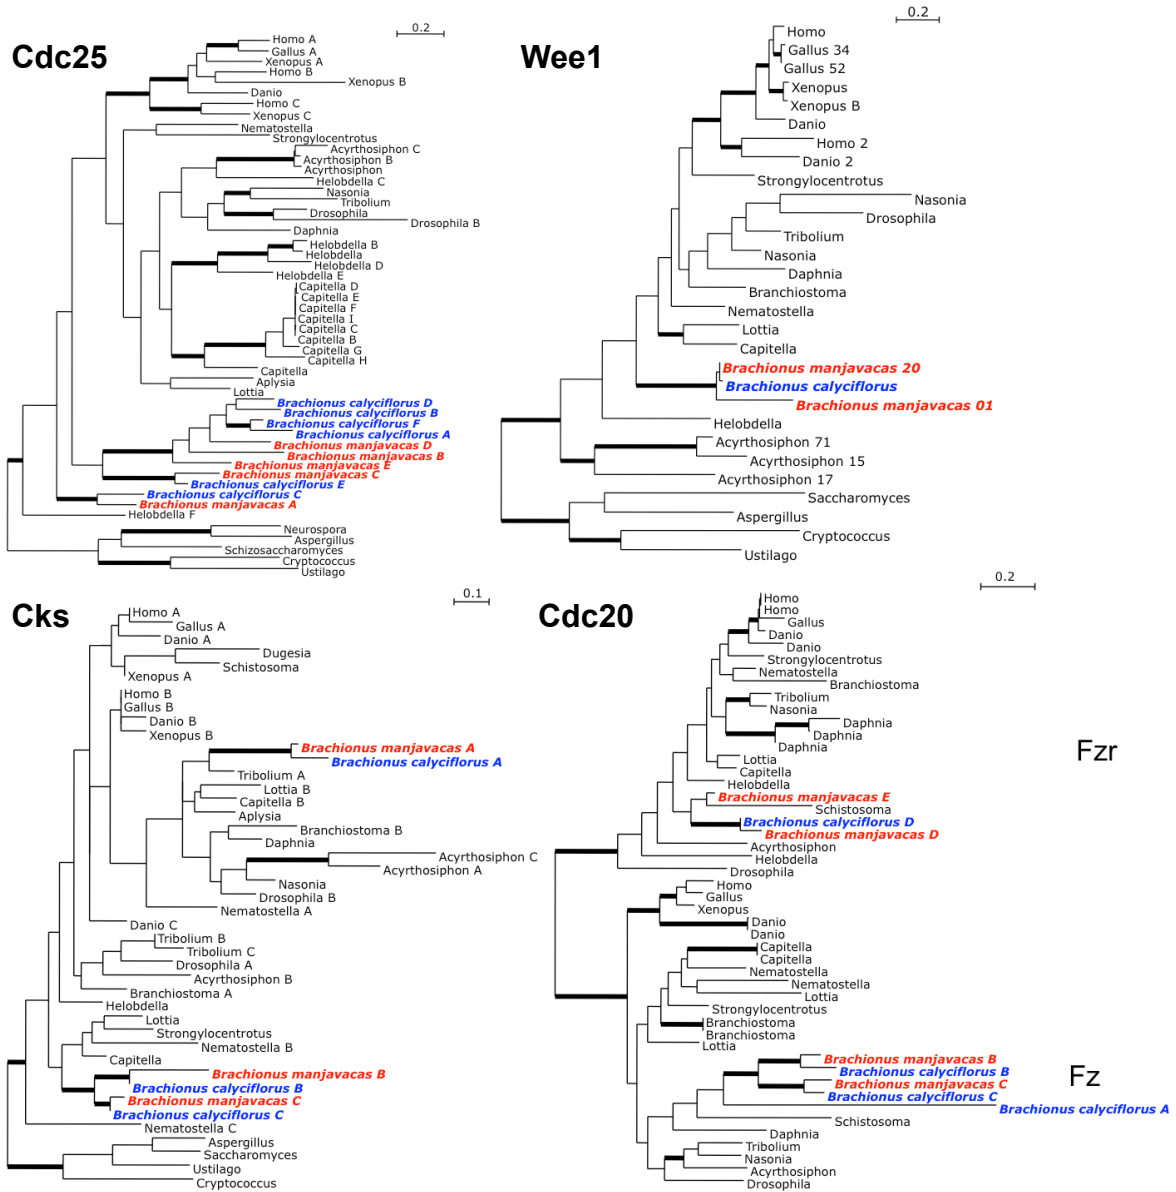 Cdc25
0.2
Homo A
Gallus A
Xenopus A
Homo B
Xenopus B
Danio
Homo C
Xenopus C
Nematostella
Strongylocentrotus
Acyrthosiphon C
Acyrthosiphon B
Acyrthosiphon
Helobdella C
Nasonia
Tribolium
Drosophila
Drosophila B
Daphnia
Helobdella B
Helobdella
Helobdella D
Helobdella E
Capitella D
Capitella E
Capitella F
Capitella I
Capitella C
Capitella B
Capitella G
Capitella H
Capitella
Aplysia
Lottia
Brachionus calyciflorus D
Brachionus calyciflorus B
Brachionus calyciflorus F
Brachionus calyciflorus A
Brachionus manjavacas D
Brachionus manjavacas B
Brachionus manjavacas E
Brachionus manjavacas C
Brachionus calyciflorus E
Brachionus calyciflorus C
Brachionus manjavacas A
Helobdella F
Neurospora
Aspergillus
Schizosaccharomyces
Cryptococcus
Ustilago
Wee1
0.2
Homo
Gallus 34
Gallus 52
Xenopus
Xenopus B
Danio
Homo 2
Danio 2
Strongylocentrotus
Nasonia
Drosophila
Tribolium
Nasonia
Daphnia
Branchiostoma
Nematostella
Lottia
Capitella
Brachionus manjavacas 20
Brachionus calyciflorus
Brachionus manjavacas 01
Helobdella
Acyrthosiphon 71
Acyrthosiphon 15
Acyrthosiphon 17
Saccharomyces
Aspergillus
Cryptococcus
Ustilago
Cks
0.1
Homo A
Gallus A
Danio A
Dugesia
Schistosoma
Xenopus A
Homo B
Gallus B
Danio B
Xenopus B
Brachionus manjavacas A
Brachionus calyciflorus A
Tribolium A
Lottia B
Capitella B
Aplysia
Branchiostoma B
Daphnia
Acyrthosiphon C
Acyrthosiphon A
Nasonia
Drosophila B
Nematostella A
Danio C
Tribolium B
Tribolium C
Drosophila A
Acyrthosiphon B
Branchiostoma A
Helobdella
Lottia
Strongylocentrotus
Nematostella B
Capitella
Brachionus manjavacas B
Brachionus calyciflorus B
Brachionus manjavacas C
Brachionus calyciflorus C
Nematostella C
Aspergillus
Saccharomyces
Ustilago
Cryptococcus
Cdc20
0.2
Homo
Homo
Gallus
Danio
Danio
Strongylocentrotus
Nematostella
Branchiostoma
Tribolium
Nasonia
Daphnia
Daphnia
Daphnia
Fzr
Lottia
Capitella
Helobdella
Brachionus manjavacas E
Schistosoma
Brachionus calyciflorus D
Brachionus manjavacas D
Acyrthosiphon
Helobdella
Drosophila
Homo
Gallus
Xenopus
Danio
Danio
Capitella
Capitella
Nematostella
Nematostella
Lottia
Strongylocentrotus
Branchiostoma
Branchiostoma
Lottia
Brachionus manjavacas B
Brachionus calyciflorus B
Fz
Brachionus manjavacas C
Brachionus calyciflorus C
Brachionus calyciflorus A
Schistosoma
Daphnia
Tribolium
Nasonia
Acyrthosiphon
Drosophila